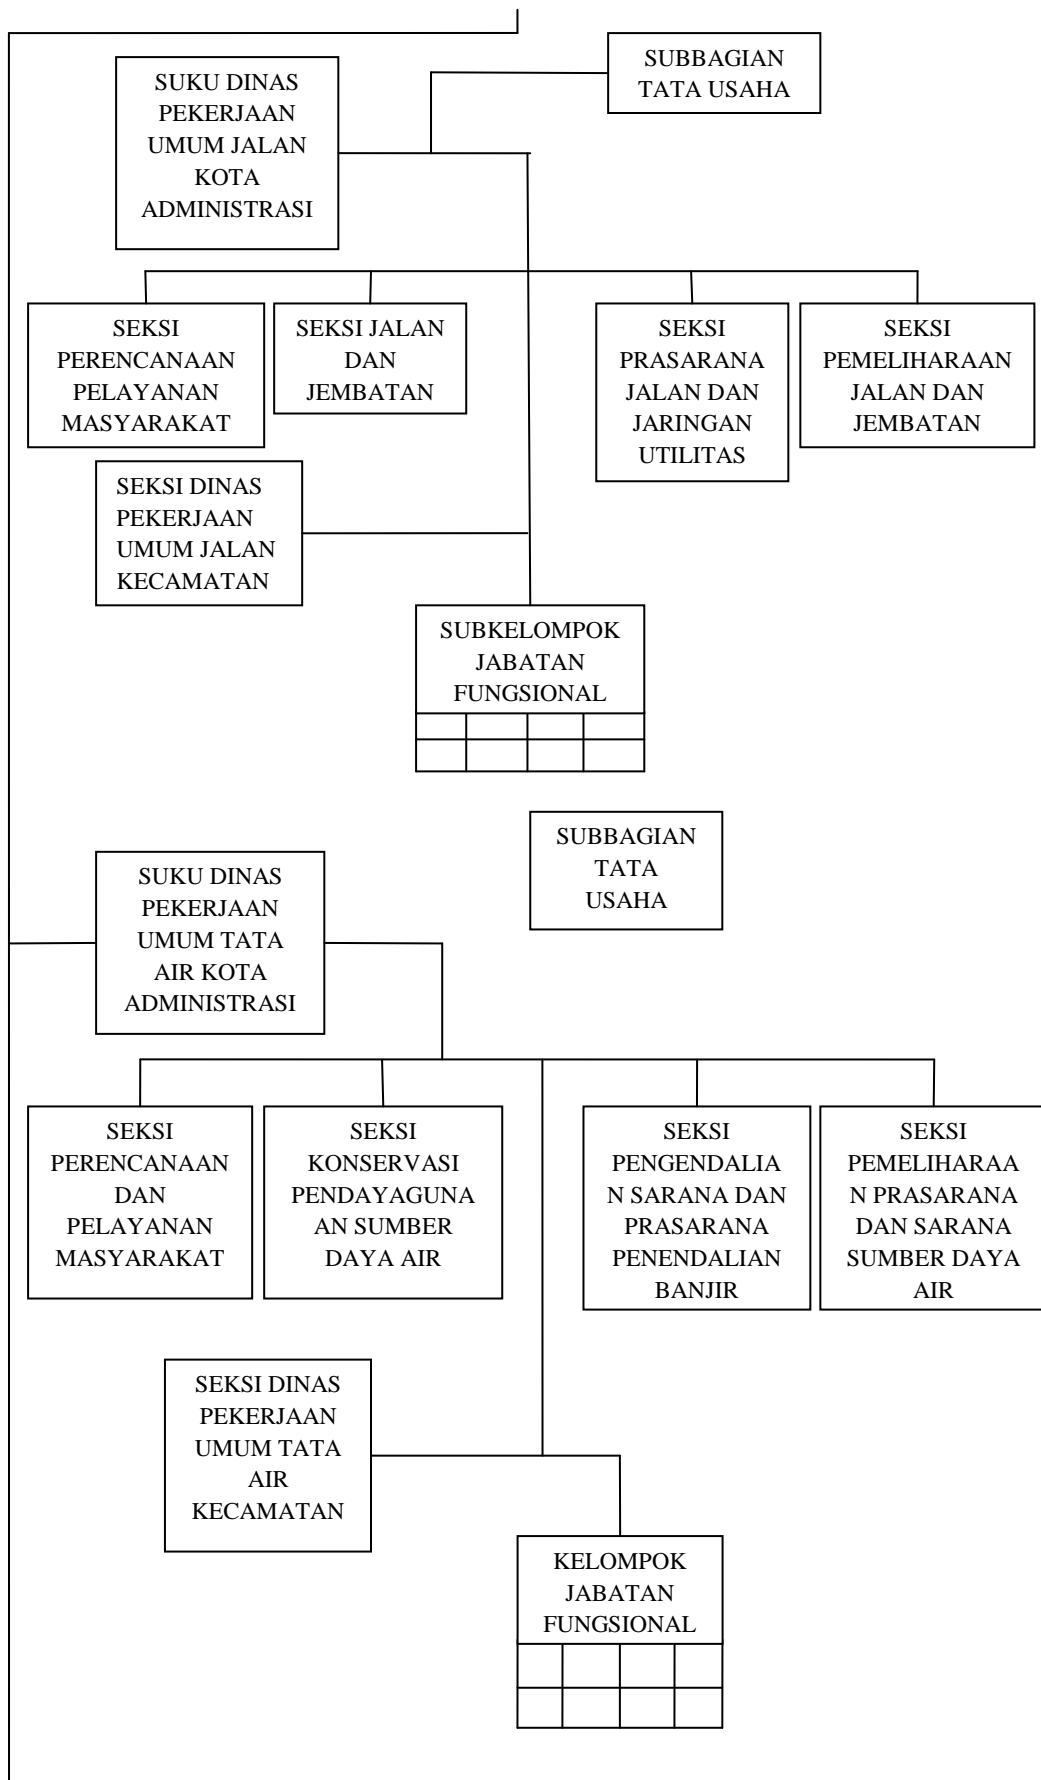 SUBBAGIAN
TATA USAHA
SUKU DINAS
PEKERJAAN
UMUM JALAN
KOTA
ADMINISTRASI
SEKSI
PERENCANAAN
PELAYANAN
MASYARAKAT
SEKSI JALAN
DAN
JEMBATAN
SEKSI
PRASARANA
JALAN DAN
JARINGAN
UTILITAS
SEKSI
PEMELIHARAAN
JALAN DAN
JEMBATAN
SEKSI DINAS
PEKERJAAN
UMUM JALAN
KECAMATAN
SUBKELOMPOK
JABATAN
FUNGSIONAL
SUBBAGIAN
TATA
USAHA
SUKU DINAS
PEKERJAAN
UMUM TATA
AIR KOTA
ADMINISTRASI
SEKSI
PERENCANAAN
DAN
PELAYANAN
MASYARAKAT
SEKSI
KONSERVASI
PENDAYAGUNA
AN SUMBER
DAYA AIR
SEKSI
PENGENDALIA
N SARANA DAN
PRASARANA
PENENDALIAN
BANJIR
SEKSI
PEMELIHARAA
N PRASARANA
DAN SARANA
SUMBER DAYA
AIR
SEKSI DINAS
PEKERJAAN
UMUM TATA
AIR
KECAMATAN
KELOMPOK
JABATAN
FUNGSIONAL